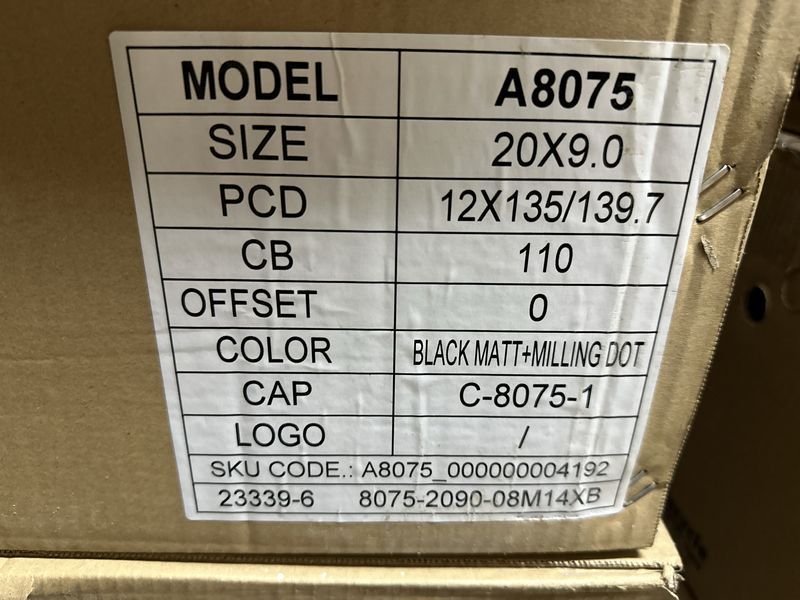 MODEL A8075
SIZE 20X9.0
PCD 12X135/139.7
CB 110
OFFSET 0
COLOR BLACK MATT+MILLING DOT
CAP C-8075-1
LOGO /
SKU CODE.: A8075_000000004192
23339-6 8075-2090-08M14XB